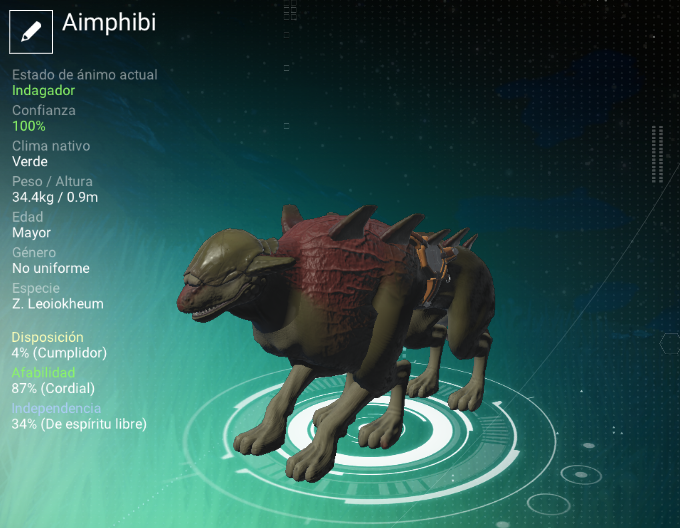 Aimphibi
Estado de ánimo actual
Indagador
Confianza
100%
Clima nativo
Verde
Peso / Altura
34.4kg / 0.9m
Edad
Mayor
Género
No uniforme
Especie
Z. Leoiokheum
Disposición
4% (Cumplidor)
Afabilidad
87% (Cordial)
Independencia
34% (De espíritu libre)